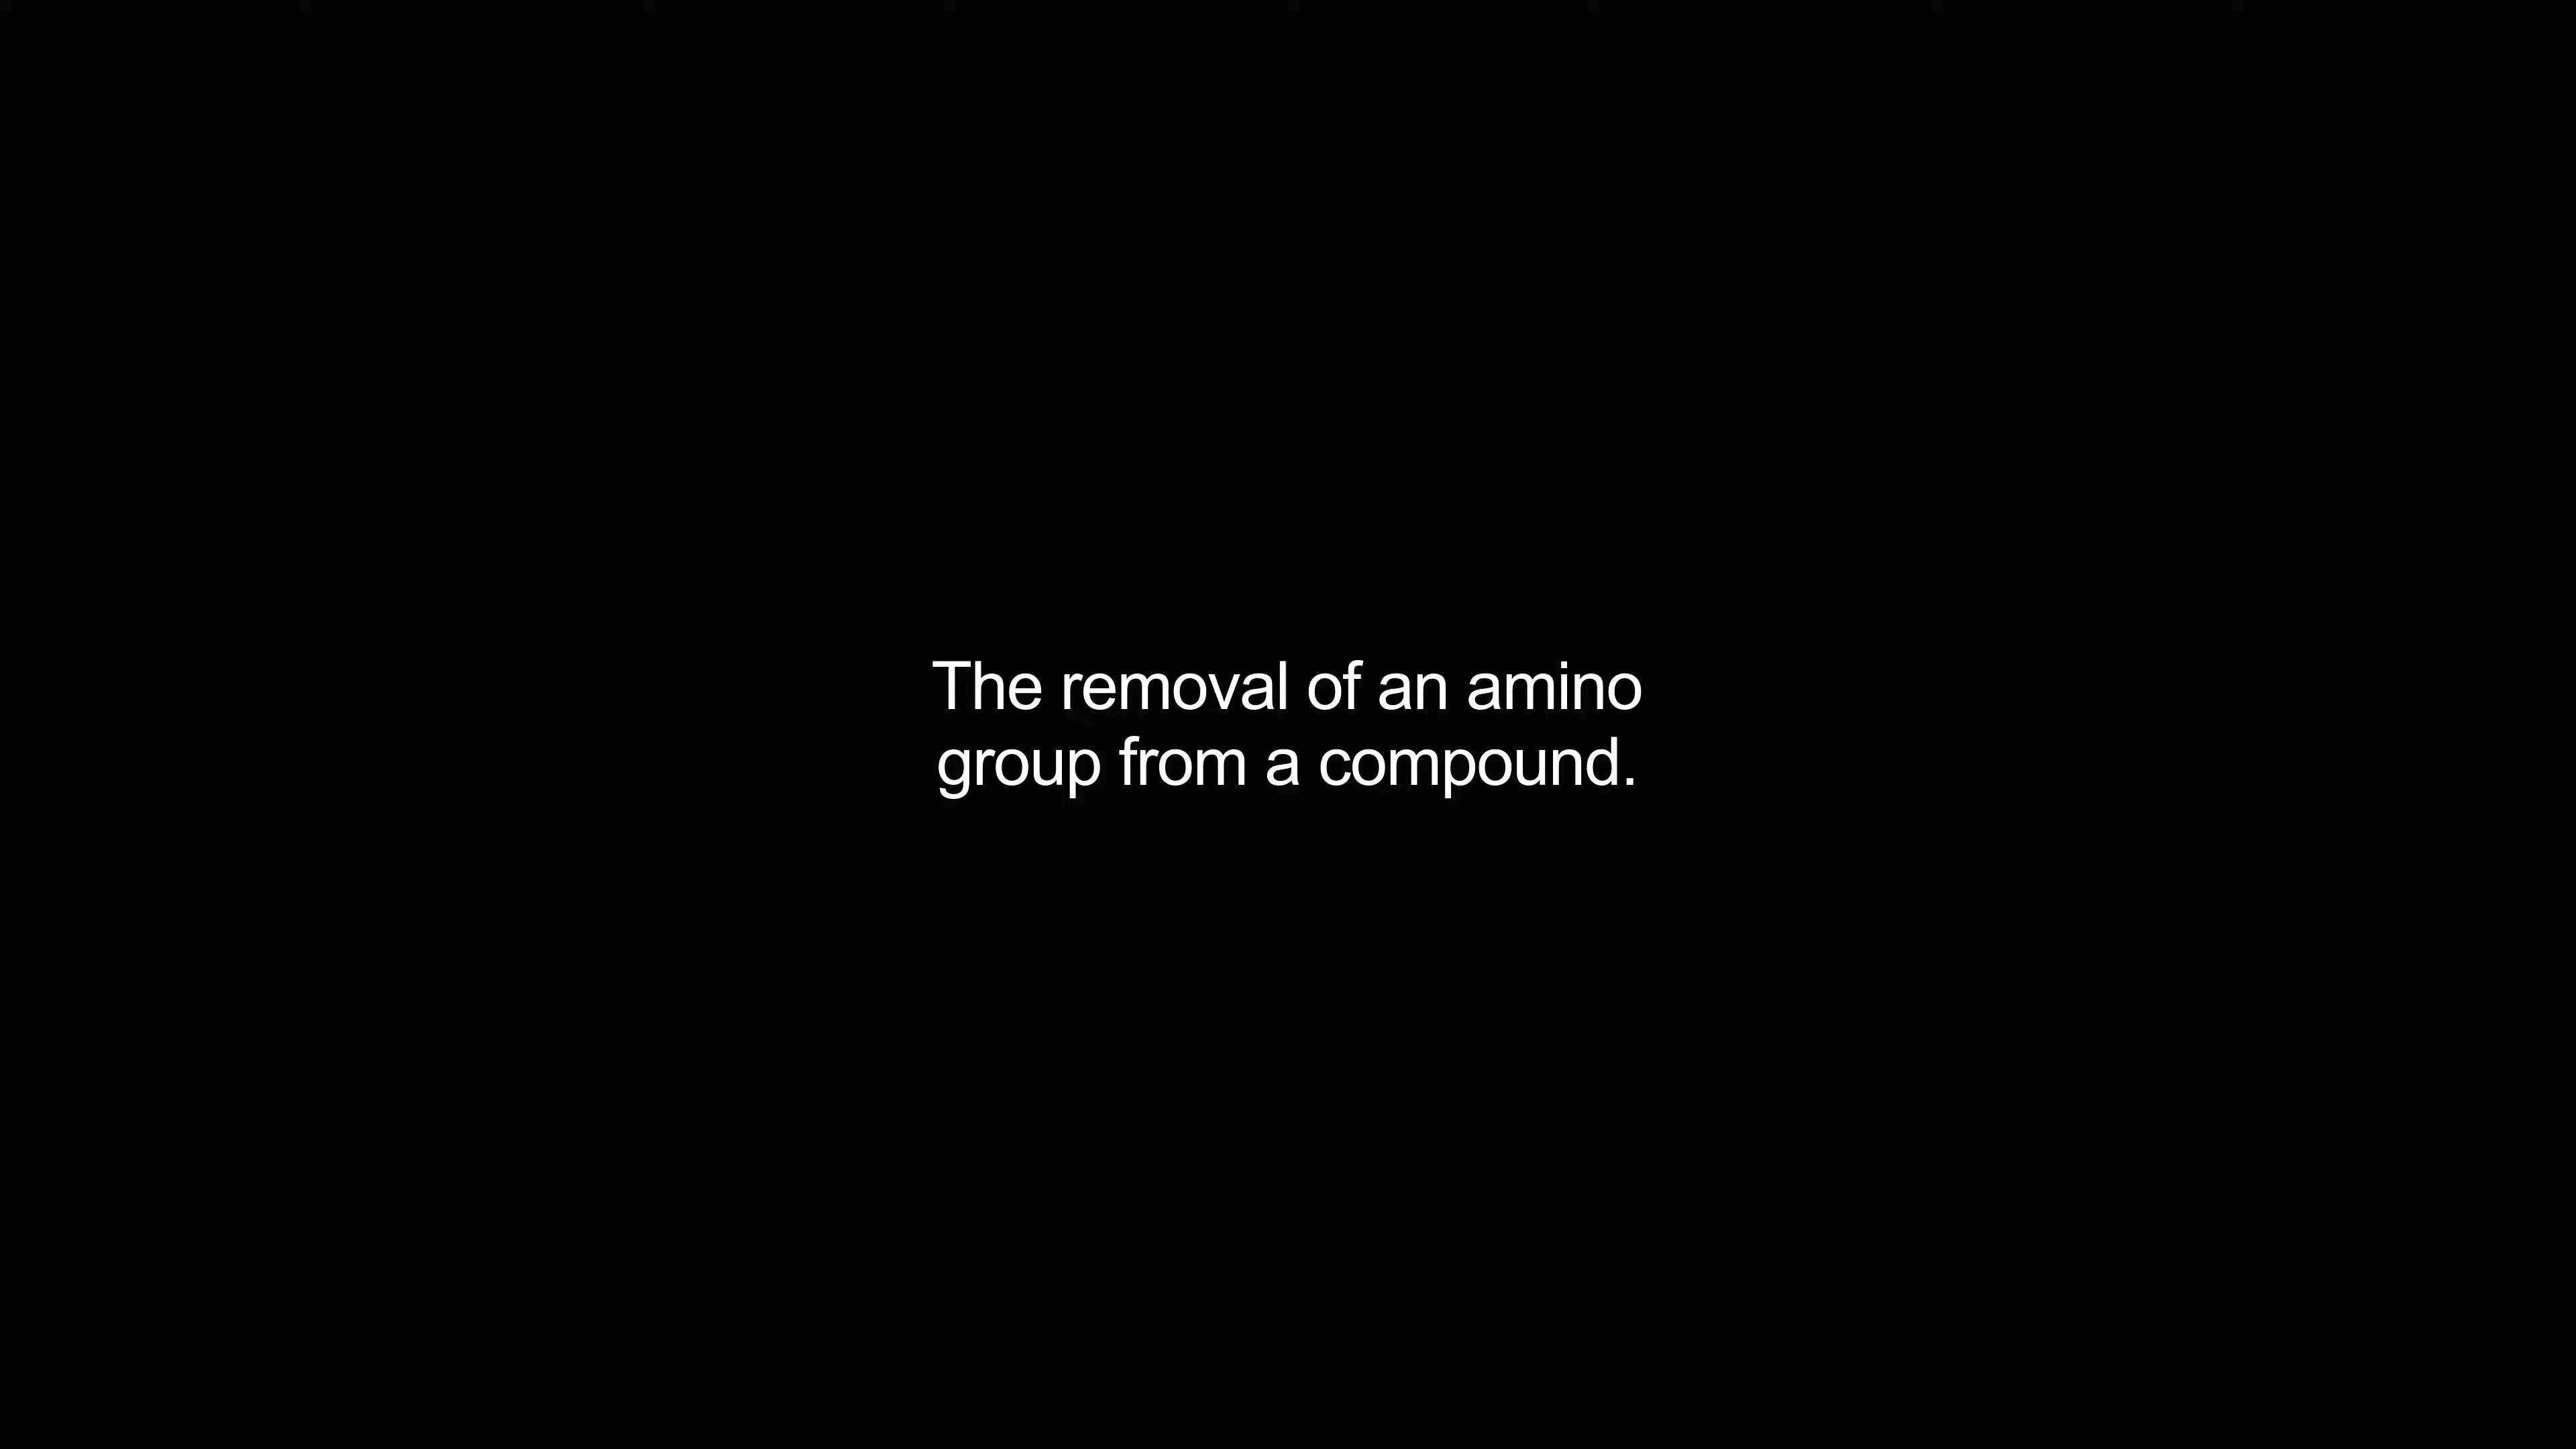 The removal of an amino
group from a compound.